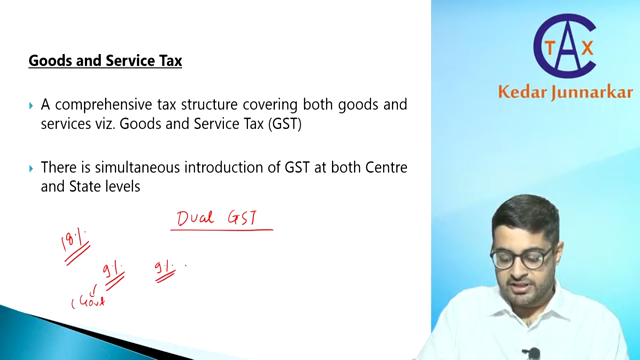 Goods and Service Tax
A comprehensive tax structure covering both goods and
services viz. Goods and Service Tax (GST)
There is simultaneous introduction of GST at both Centre
and State levels
Dual GST
18%
9% 9%
C Govt
CA
TAX
Kedar Junnarkar